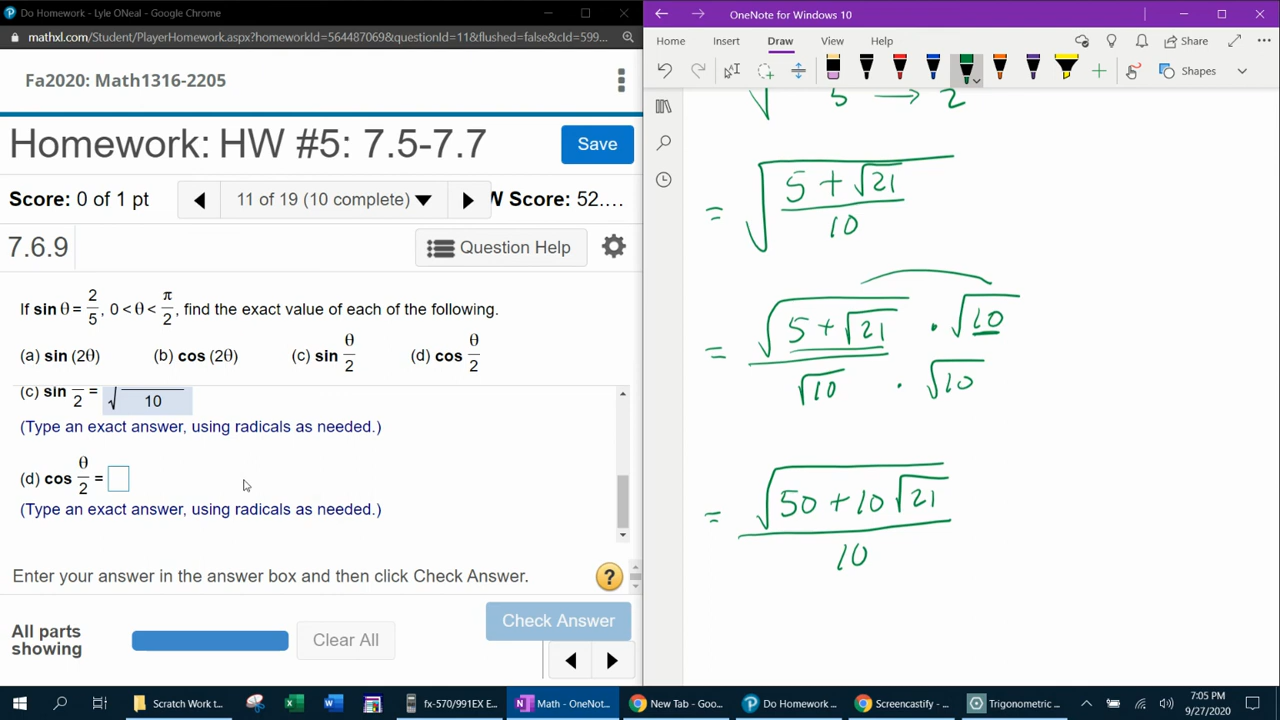 Do Homework - Lyle ONeal - Google Chrome
mathxl.com/Student/PlayerHomework.aspx?homeworkId=564487069&questionId=11&flushed=false&cId=599...
Fa2020: Math1316-2205
Homework: HW #5: 7.5-7.7
Save
Score: 0 of 1 pt
11 of 19 (10 complete)
W Score: 52....
7.6.9
Question Help
If sin θ = 2/5, 0 < θ < π/2, find the exact value of each of the following.
(a) sin (2θ) (b) cos (2θ) (c) sin θ/2 (d) cos θ/2
(c) sin /2 = √ 10
(Type an exact answer, using radicals as needed.)
(d) cos θ/2 =
(Type an exact answer, using radicals as needed.)
Enter your answer in the answer box and then click Check Answer.
?
All parts
showing
Clear All
Check Answer
OneNote for Windows 10
Home Insert Draw View Help
Share
Shapes
√ 5 → 2
= √((5 + √21)/10)
= √(5 + √21)/√10 · √10/√10
= √(50 + 10√21)/10
Scratch Work t...
fx-570/991EX E...
Math - OneNot...
New Tab - Goo...
Do Homework ...
Screencastify - ...
Trigonometric ...
7:05 PM
9/27/2020